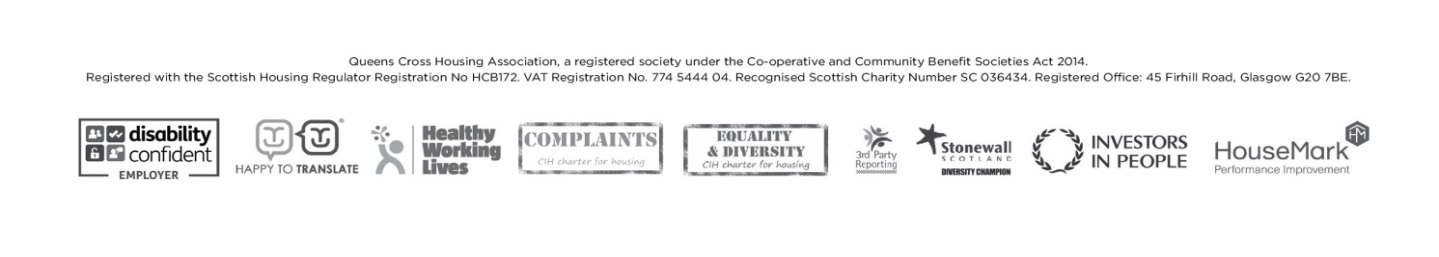 Queens Cross Housing Association, a registered society under the Co-operative and Community Benefit Societies Act 2014.
Registered with the Scottish Housing Regulator Registration No HCB172. VAT Registration No. 774 5444 04. Recognised Scottish Charity Number SC 036434. Registered Office: 45 Firhill Road, Glasgow G20 7BE.
disability
confident
EMPLOYER
HAPPY TO TRANSLATE
Healthy
Working
Lives
COMPLAINTS
CIH charter for housing
EQUALITY
& DIVERSITY
CIH charter for housing
3rd Party
Reporting
Stonewall
SCOTLAND
DIVERSITY CHAMPION
INVESTORS
IN PEOPLE
HM
HouseMark
Performance Improvement